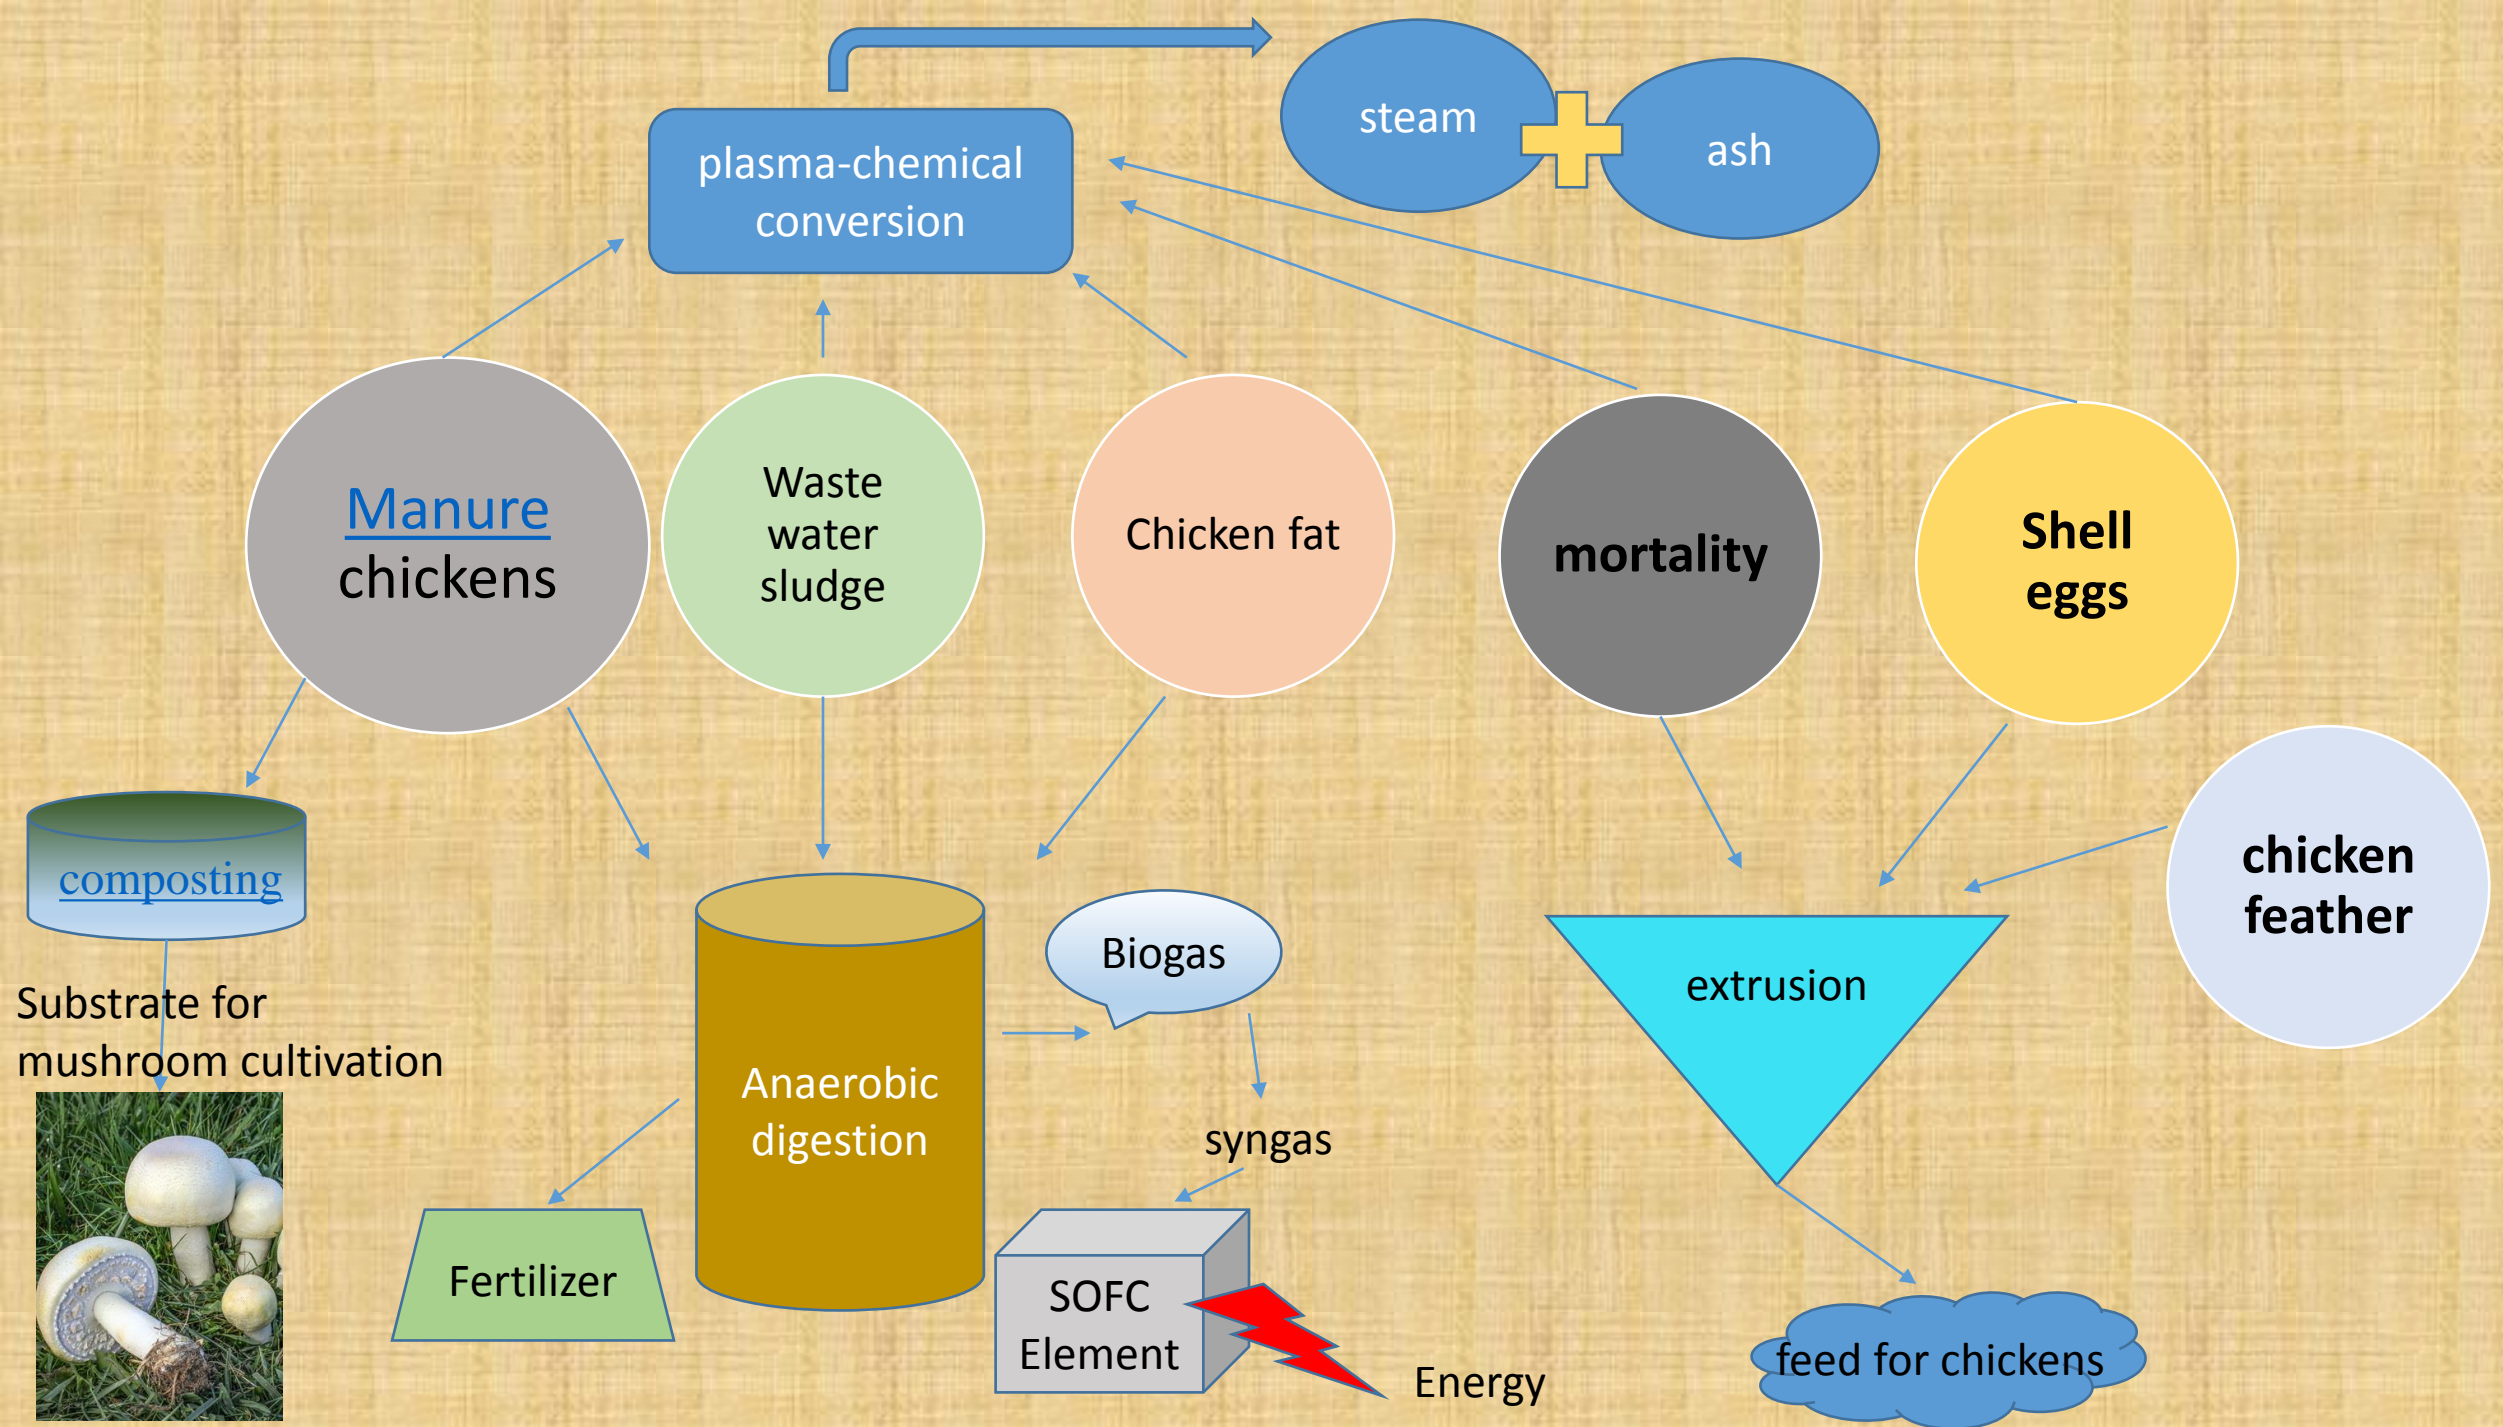 steam
ash
plasma-chemical
conversion
Manure
chickens
Waste
water
sludge
Chicken fat
mortality
Shell
eggs
chicken
feather
composting
Substrate for
mushroom cultivation
Anaerobic
digestion
Biogas
syngas
extrusion
Fertilizer
SOFC
Element
Energy
feed for chickens